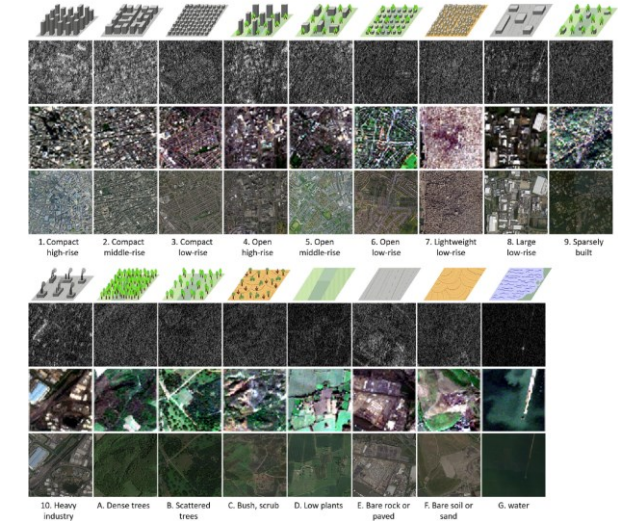 1. Compact high-rise
2. Compact middle-rise
3. Compact low-rise
4. Open high-rise
5. Open middle-rise
6. Open low-rise
7. Lightweight low-rise
8. Large low-rise
9. Sparsely built
10. Heavy industry
A. Dense trees
B. Scattered trees
C. Bush, scrub
D. Low plants
E. Bare rock or paved
F. Bare soil or sand
G. water